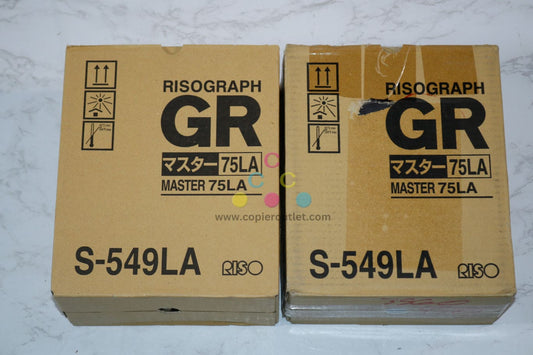 RISOGRAPH
GR
マスター 75LA
MASTER 75LA
S-549LA
RISO
RISOGRAPH
GR
マスター 75LA
MASTER 75LA
S-549LA
RISO
C C C
www.copieroutlet.com